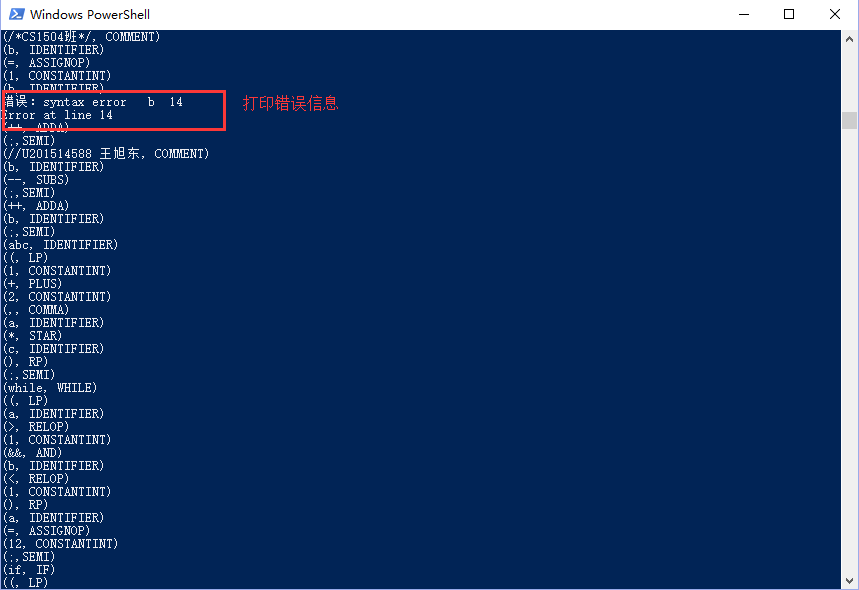 Windows PowerShell
(/*CS1504班*/, COMMENT)
(b, IDENTIFIER)
(=, ASSIGNOP)
(1, CONSTANTINT)
(b, IDENTIFIER)
错误: syntax error b 14
Error at line 14
打印错误信息
(++, ADDA)
(;,SEMI)
(//U201514588 王旭东, COMMENT)
(b, IDENTIFIER)
(--, SUBS)
(;,SEMI)
(++, ADDA)
(b, IDENTIFIER)
(;,SEMI)
(abc, IDENTIFIER)
((, LP)
(1, CONSTANTINT)
(+, PLUS)
(2, CONSTANTINT)
(,, COMMA)
(a, IDENTIFIER)
(*, STAR)
(c, IDENTIFIER)
(), RP)
(;,SEMI)
(while, WHILE)
((, LP)
(a, IDENTIFIER)
(>, RELOP)
(1, CONSTANTINT)
(&&, AND)
(b, IDENTIFIER)
(<, RELOP)
(1, CONSTANTINT)
(), RP)
(a, IDENTIFIER)
(=, ASSIGNOP)
(12, CONSTANTINT)
(;,SEMI)
(if, IF)
((, LP)